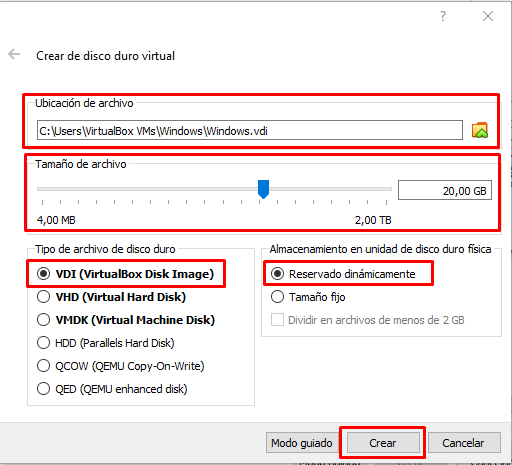 ?
Crear de disco duro virtual
Ubicación de archivo
C:\Users\VirtualBox VMs\Windows\Windows.vdi
Tamaño de archivo
20,00 GB
4,00 MB 2,00 TB
Tipo de archivo de disco duro
VDI (VirtualBox Disk Image)
VHD (Virtual Hard Disk)
VMDK (Virtual Machine Disk)
HDD (Parallels Hard Disk)
QCOW (QEMU Copy-On-Write)
QED (QEMU enhanced disk)
Almacenamiento en unidad de disco duro física
Reservado dinámicamente
Tamaño fijo
Dividir en archivos de menos de 2 GB
Modo guiado Crear Cancelar